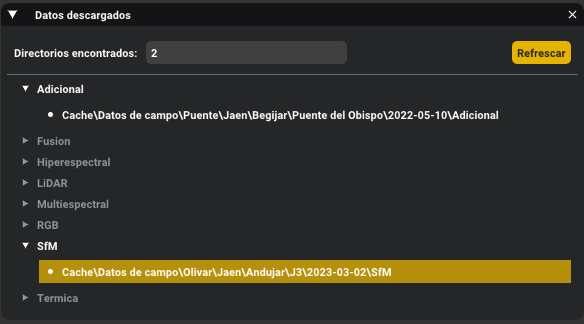 Datos descargados
Directorios encontrados: 2 Refrescar
Adicional
Cache\Datos de campo\Puente\Jaen\Begijar\Puente del Obispo\2022-05-10\Adicional
Fusion
Hiperespectral
LiDAR
Multiespectral
RGB
SfM
Cache\Datos de campo\Olivar\Jaen\Andujar\J3\2023-03-02\SfM
Termica